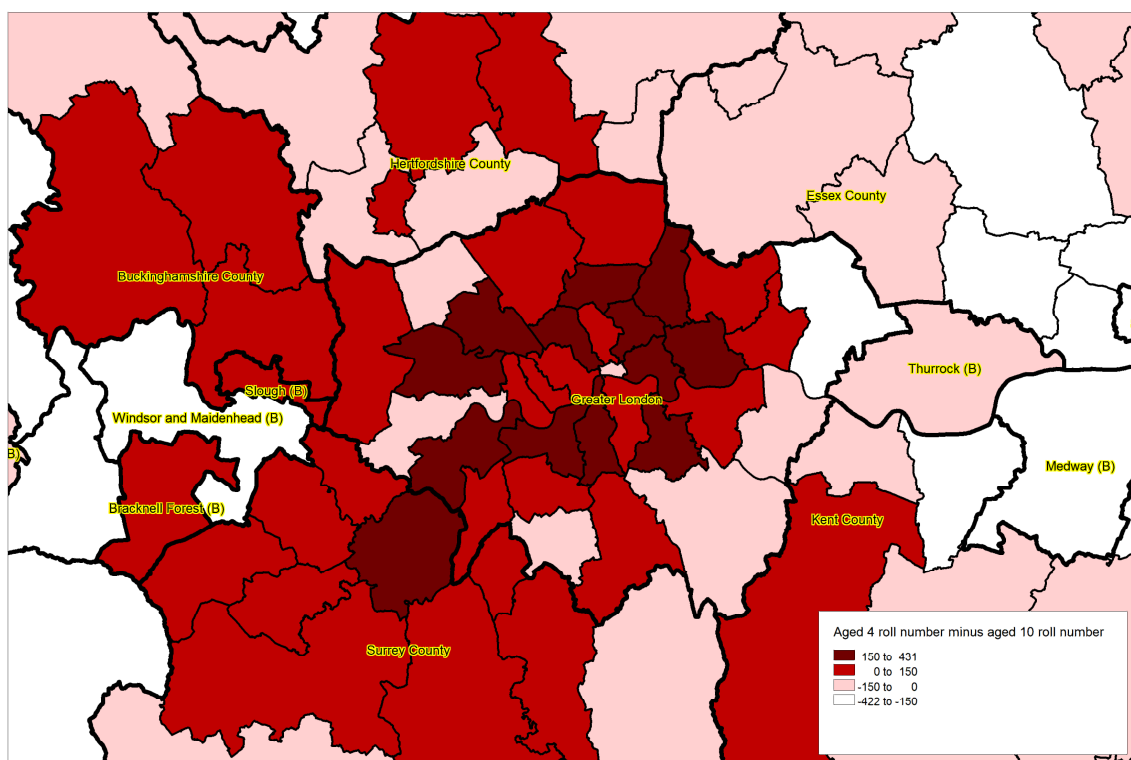 Hertfordshire County
Essex County
Buckinghamshire County
Thurrock (B)
Slough (B)
Greater London
Windsor and Maidenhead (B)
B)
Medway (B)
Bracknell Forest (B)
Kent County
Surrey County
Aged 4 roll number minus aged 10 roll number
150 to 431
0 to 150
-150 to 0
-422 to -150